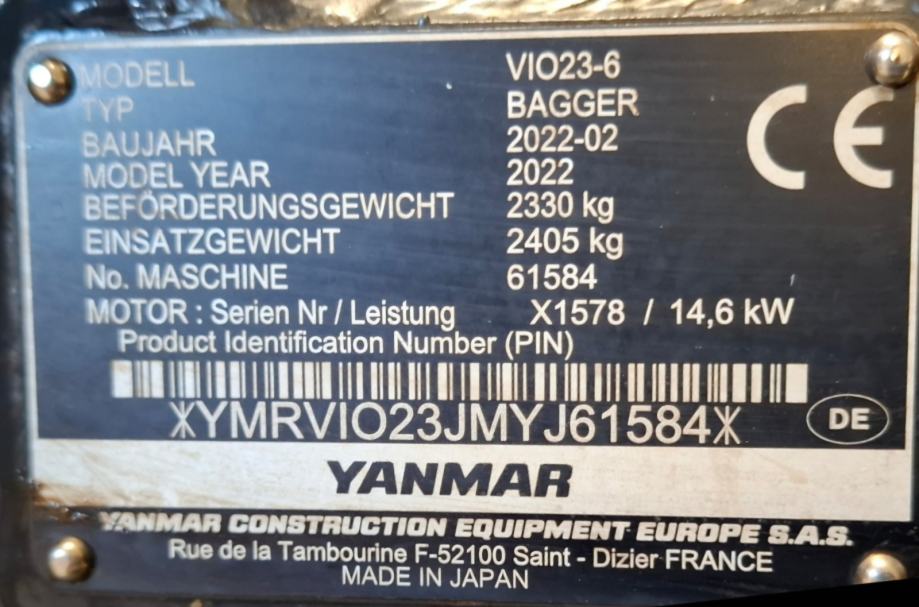 MODELL VIO23-6
TYP BAGGER
BAUJAHR 2022-02
MODEL YEAR 2022
BEFÖRDERUNGSGEWICHT 2330 kg
EINSATZGEWICHT 2405 kg
No. MASCHINE 61584
MOTOR : Serien Nr / Leistung X1578 / 14,6 kW
Product Identification Number (PIN)
*YMRVIO23JMYJ61584*
CE
DE
YANMAR
YANMAR CONSTRUCTION EQUIPMENT EUROPE S.A.S.
Rue de la Tambourine F-52100 Saint - Dizier FRANCE
MADE IN JAPAN